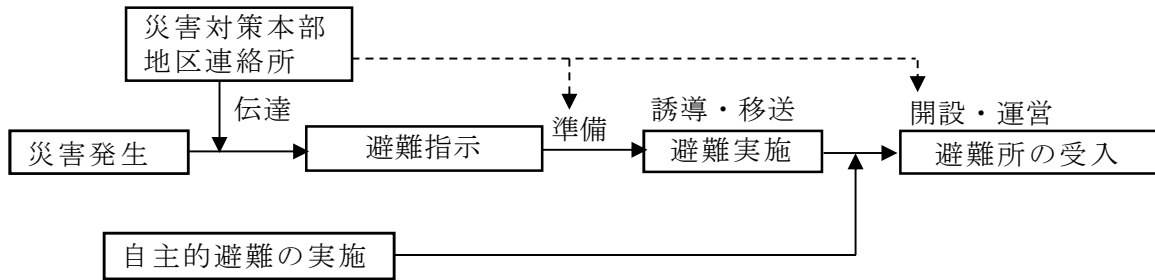 災害対策本部
地区連絡所
伝達
誘導・移送
開設・運営
災害発生
避難指示
準備
避難実施
避難所の受入
自主的避難の実施